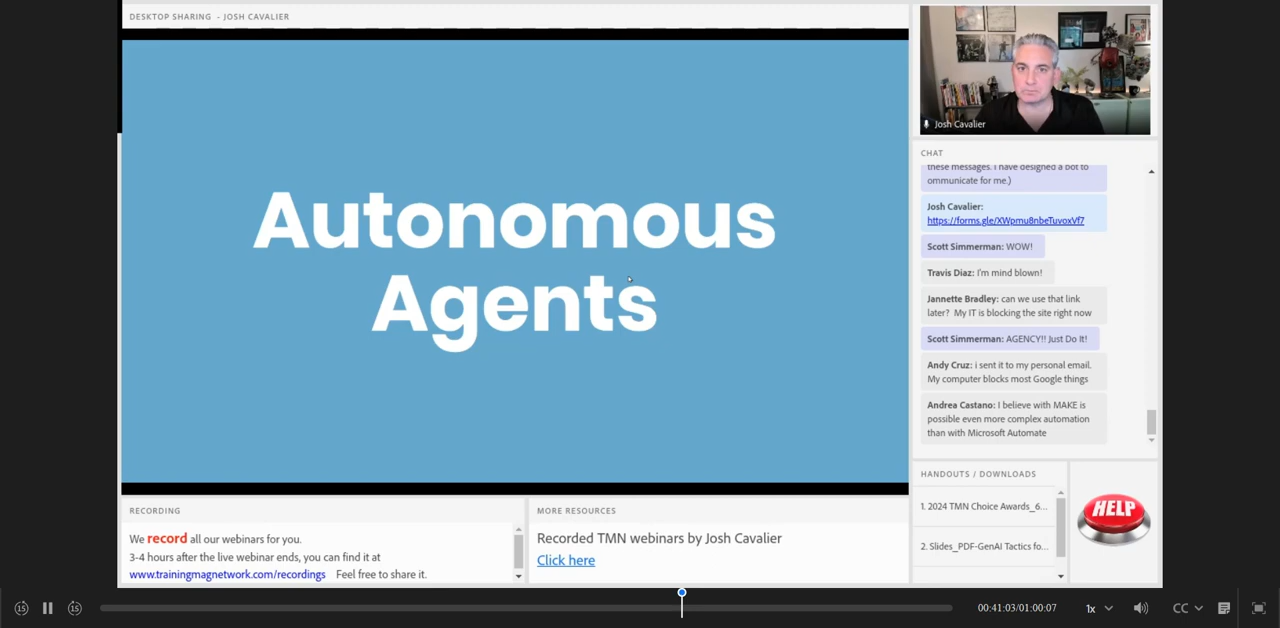 DESKTOP SHARING - JOSH CAVALIER
Autonomous
Agents
Josh Cavalier
CHAT
these messages. I have designed a bot to
ommunicate for me.)
Josh Cavalier:
https://forms.gle/XWpmu8nbeTuvoxVf7
Scott Simmerman: WOW!
Travis Diaz: I'm mind blown!
Jannette Bradley: can we use that link
later? My IT is blocking the site right now
Scott Simmerman: AGENCY!! Just Do It!
Andy Cruz: i sent it to my personal email.
My computer blocks most Google things
Andrea Castano: I believe with MAKE is
possible even more complex automation
than with Microsoft Automate
HANDOUTS / DOWNLOADS
1. 2024 TMN Choice Awards_6...
2. Slides_PDF-GenAI Tactics fo...
HELP
RECORDING
We record all our webinars for you.
3-4 hours after the live webinar ends, you can find it at
www.trainingmagnetwork.com/recordings Feel free to share it.
MORE RESOURCES
Recorded TMN webinars by Josh Cavalier
Click here
15
15
00:41:03/01:00:07
1x
CC